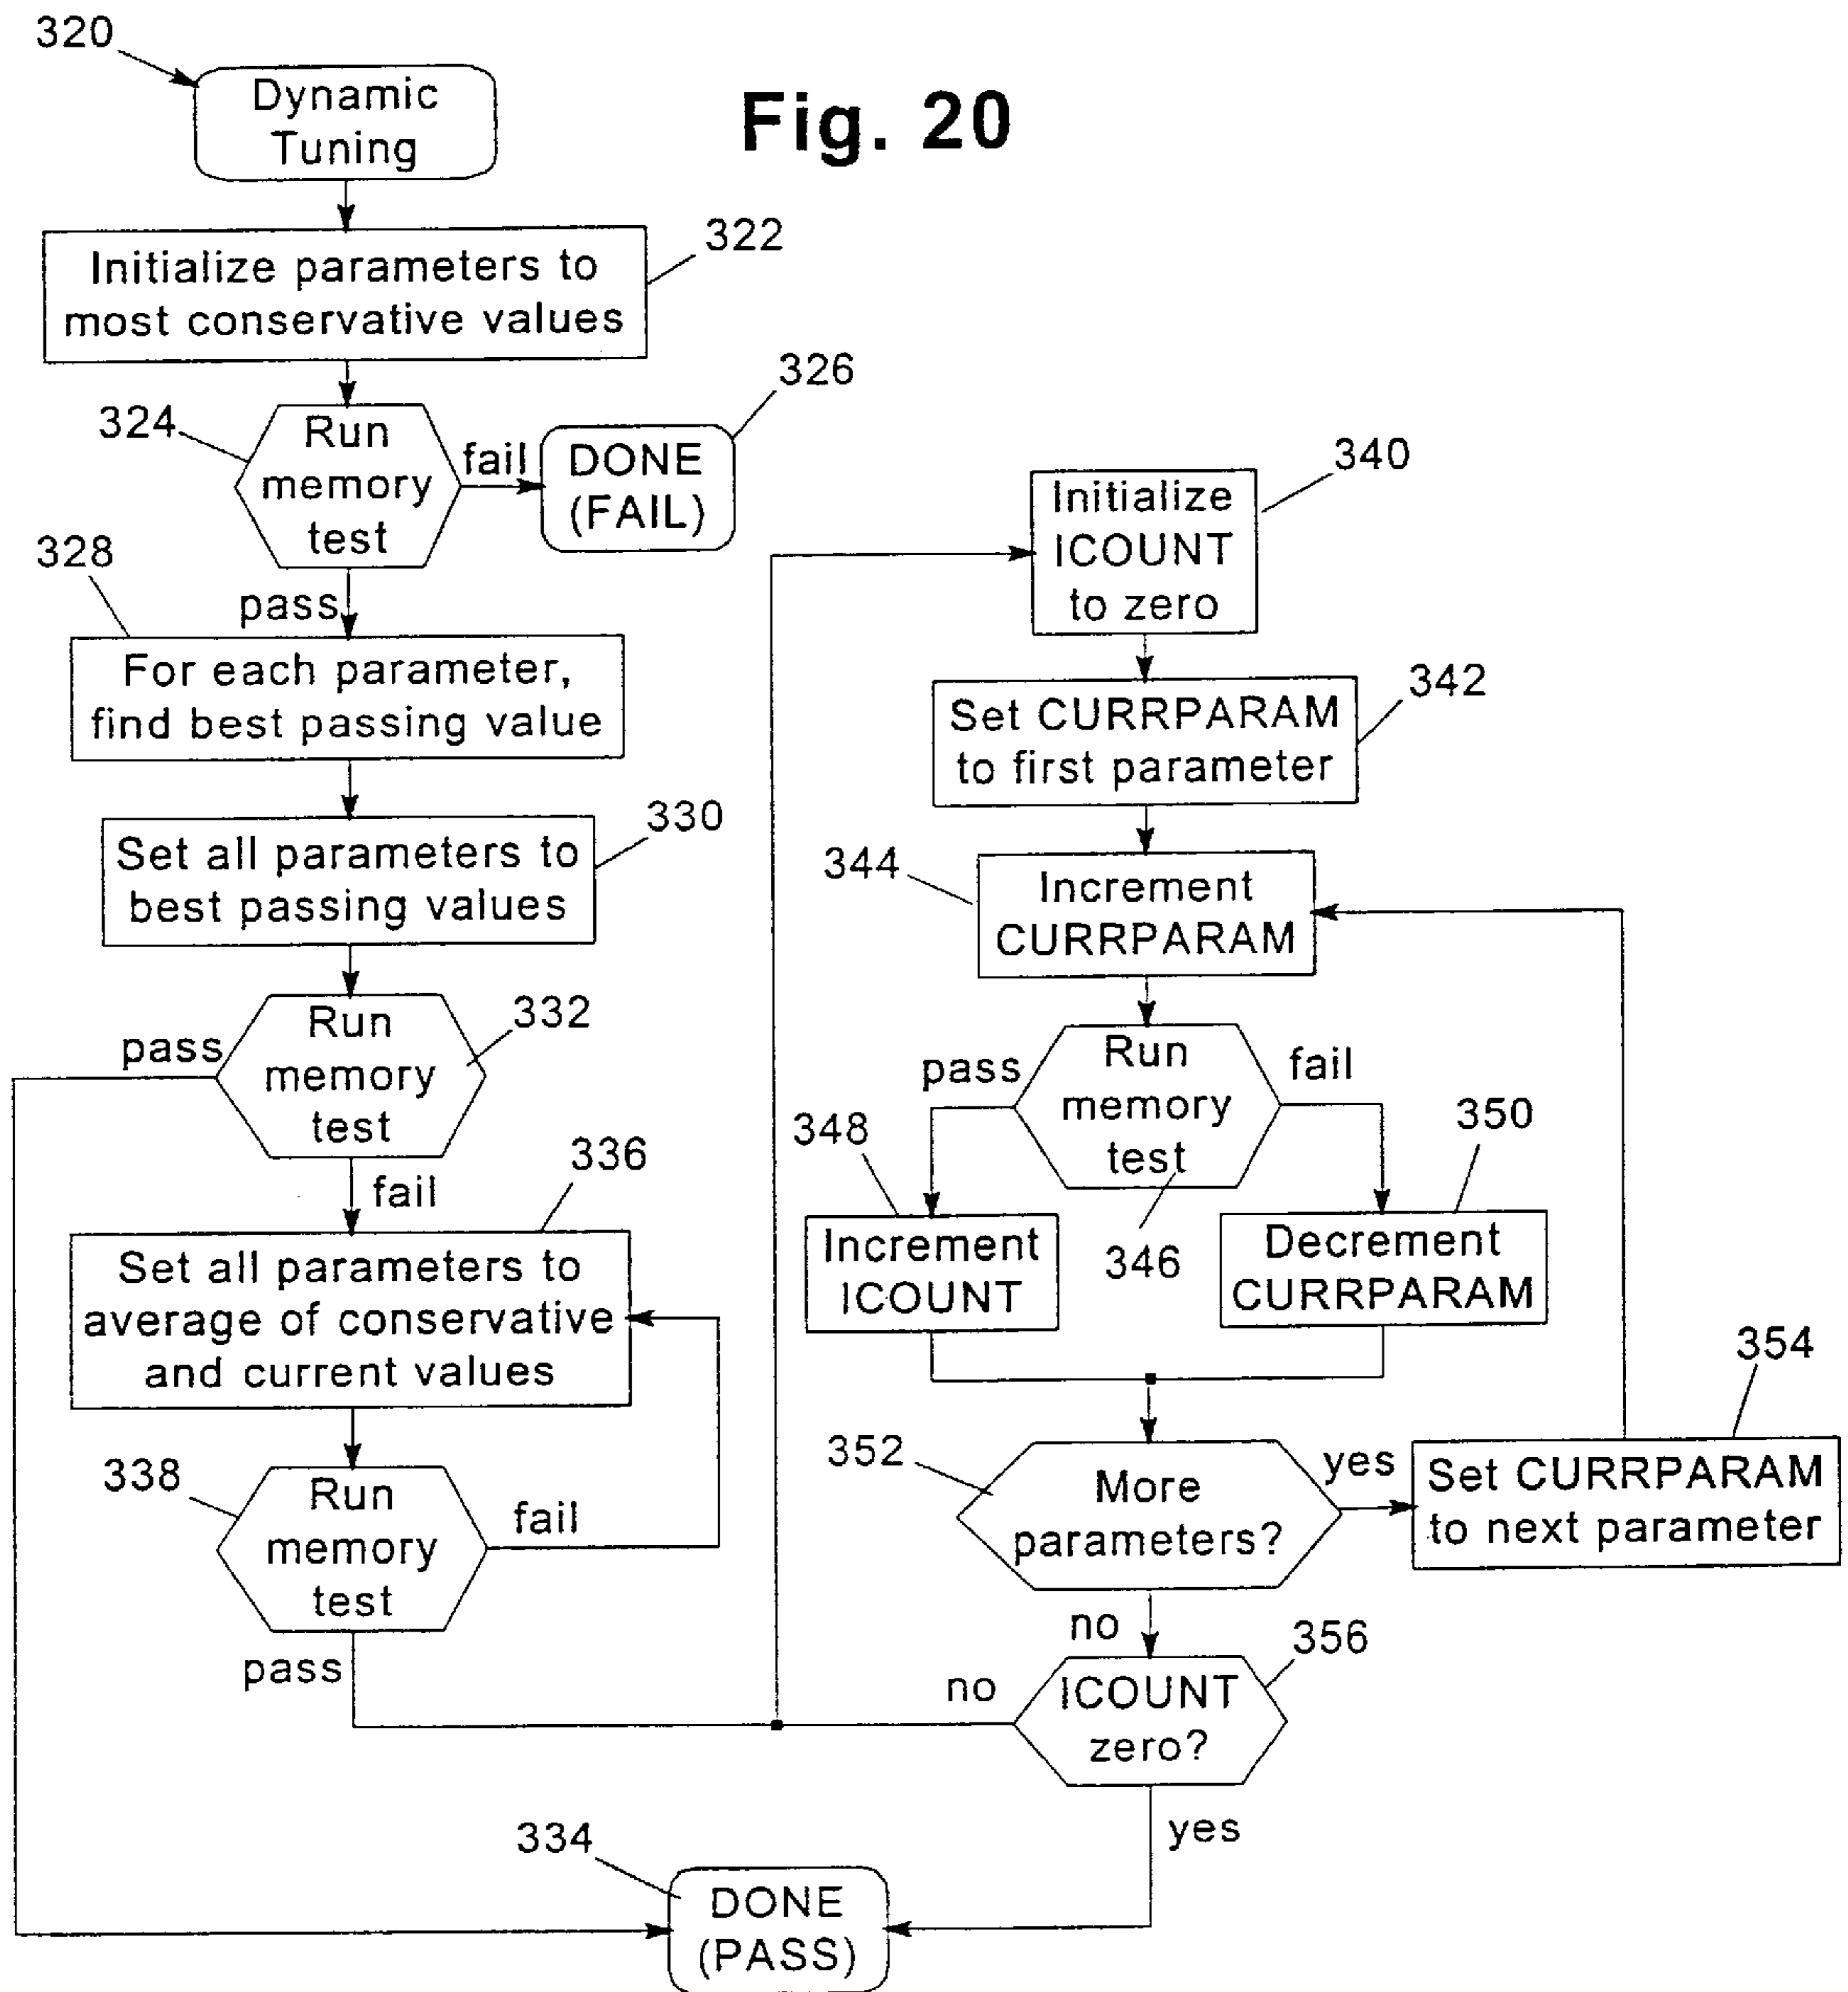 320
Dynamic
Tuning
Fig. 20
322
Initialize parameters to
most conservative values
324
Run
memory
test
fail
326
DONE
(FAIL)
pass
328
For each parameter,
find best passing value
330
Set all parameters to
best passing values
332
Run
memory
test
pass
fail
336
Set all parameters to
average of conservative
and current values
338
Run
memory
test
fail
pass
340
Initialize
ICOUNT
to zero
342
Set CURRPARAM
to first parameter
344
Increment
CURRPARAM
Run
memory
test
346
pass
fail
348
Increment
ICOUNT
350
Decrement
CURRPARAM
352
More
parameters?
yes
354
Set CURRPARAM
to next parameter
no
356
ICOUNT
zero?
no
yes
334
DONE
(PASS)